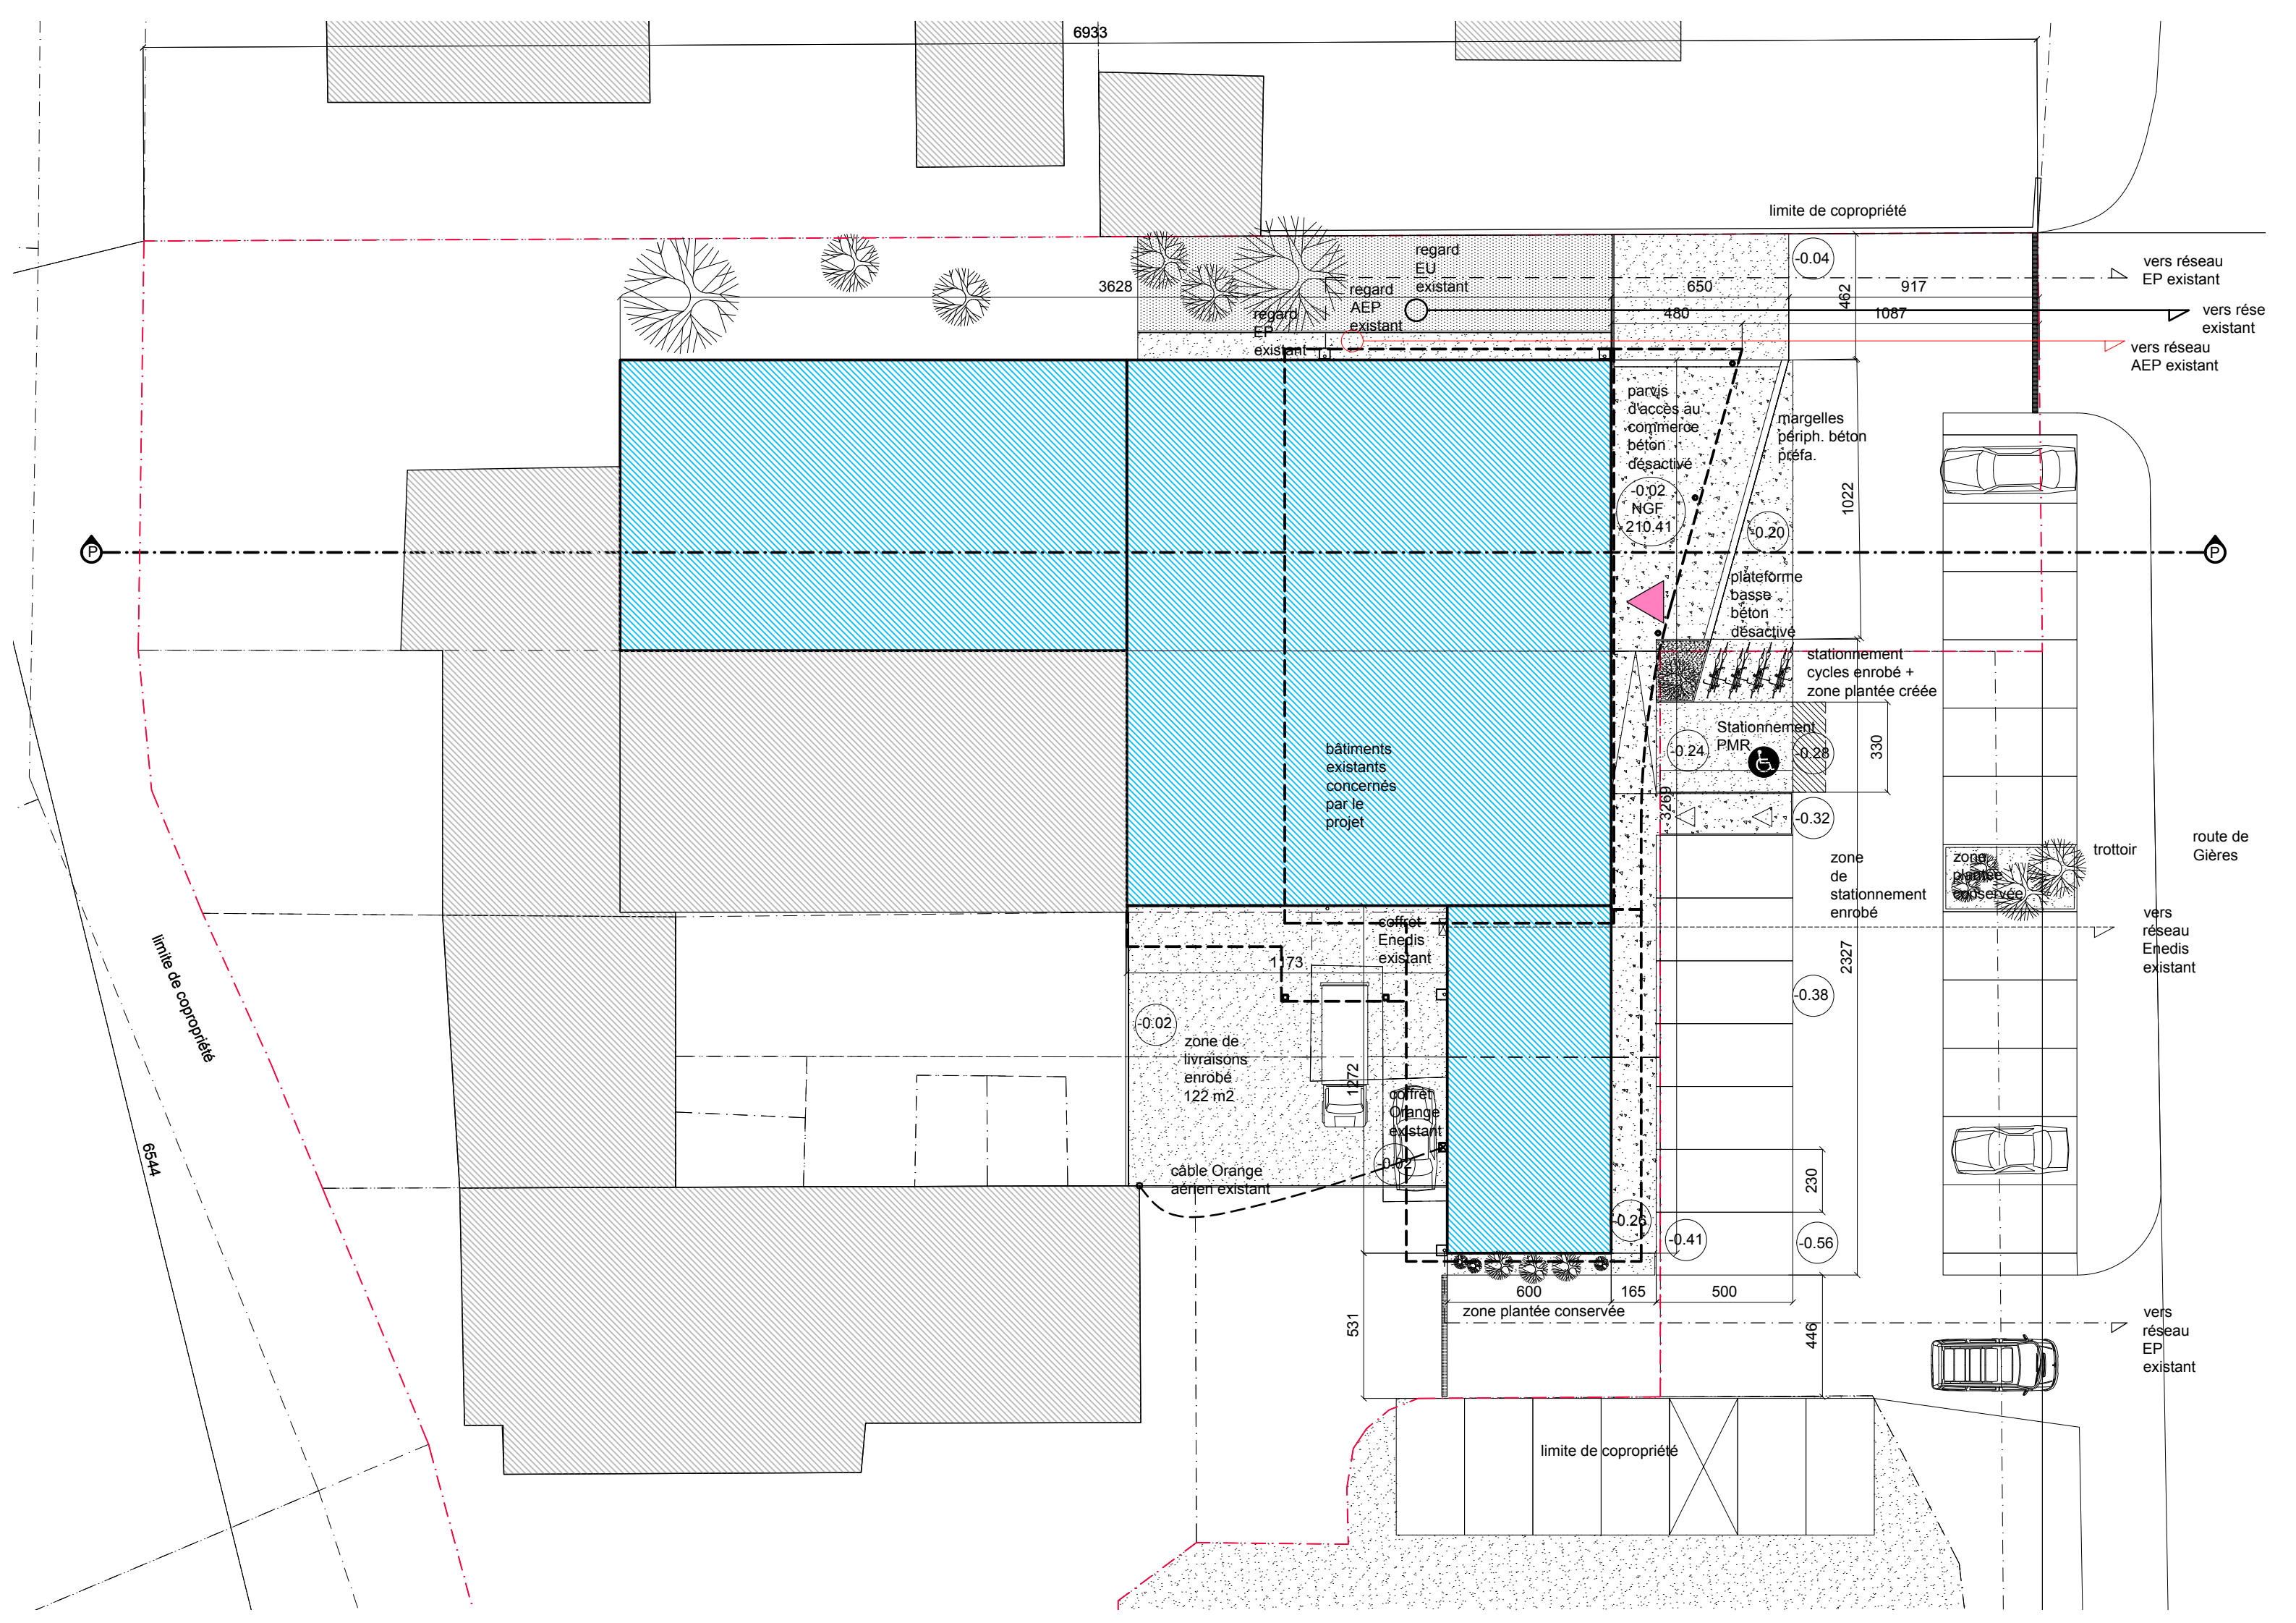 6933
limite de copropriété
regard
EU
existant
-0.04
vers réseau
EP existant
3628
regard
AEP
existant
650
462
917
regard
EP
existant
480
1087
vers rése
existant
vers réseau
AEP existant
parvis
d'accès au
commerce
béton
désactivé
margelles
périph. béton
préfa.
-0.02
NGF
210.41
1022
-0.20
P
P
plateforme
basse
béton
désactivé
stationnement
cycles enrobé +
zone plantée créée
bâtiments
existants
concernés
par le
projet
Stationnement
PMR
-0.24
-0.28
330
3269
-0.32
zone
de
stationnement
enrobé
zone
plantée
conservée
trottoir
route de
Gières
coffret
Enedis
existant
vers
réseau
Enedis
existant
limite de copropriété
1173
2327
-0.38
-0.02
zone de
livraisons
enrobé
122 m2
1272
coffret
Orange
existant
6544
-0.02
câble Orange
aérien existant
230
-0.26
-0.41
-0.56
600
165
500
zone plantée conservée
531
446
vers
réseau
EP
existant
limite de copropriété